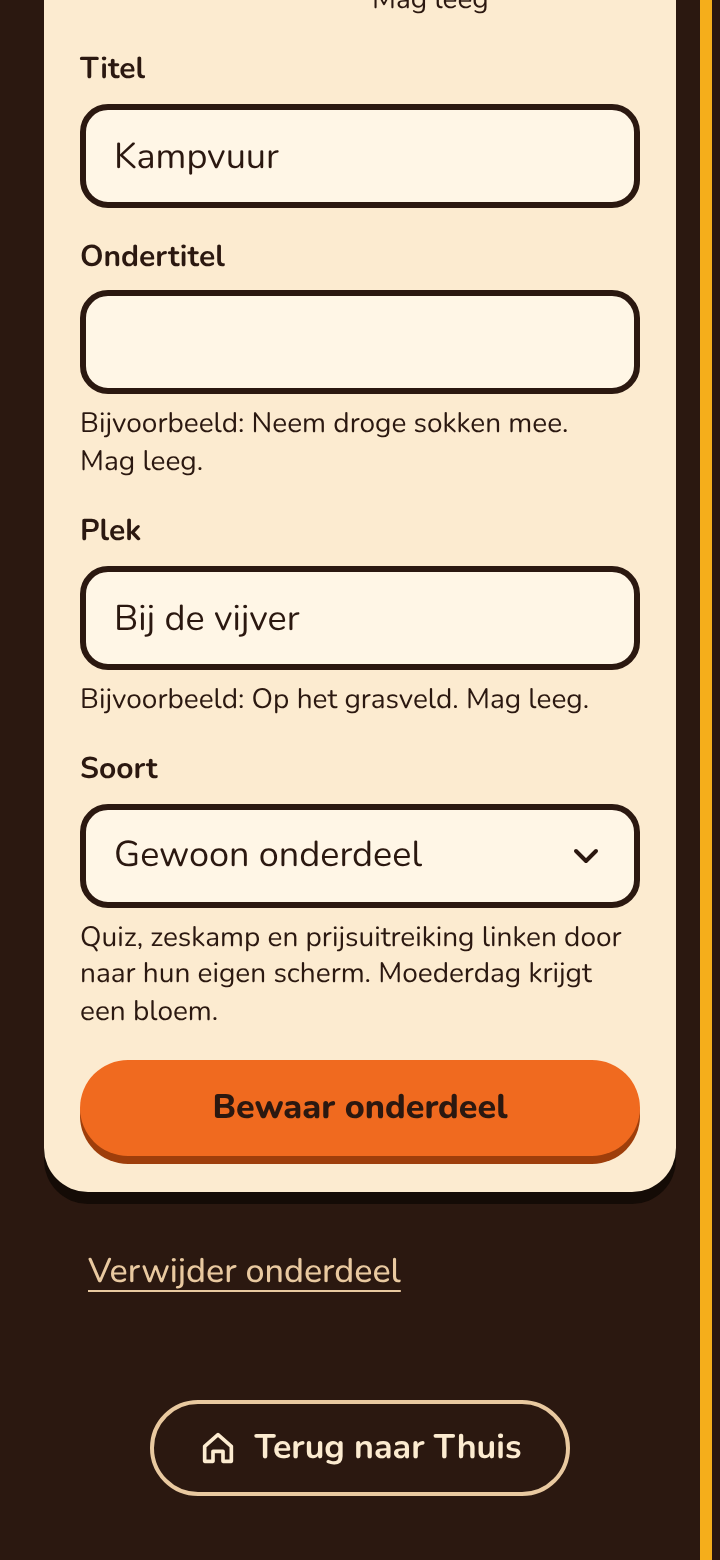 Mag leeg
Titel
Kampvuur
Ondertitel
Bijvoorbeeld: Neem droge sokken mee.
Mag leeg.
Plek
Bij de vijver
Bijvoorbeeld: Op het grasveld. Mag leeg.
Soort
Gewoon onderdeel
Quiz, zeskamp en prijsuitreiking linken door
naar hun eigen scherm. Moederdag krijgt
een bloem.
Bewaar onderdeel
Verwijder onderdeel
Terug naar Thuis